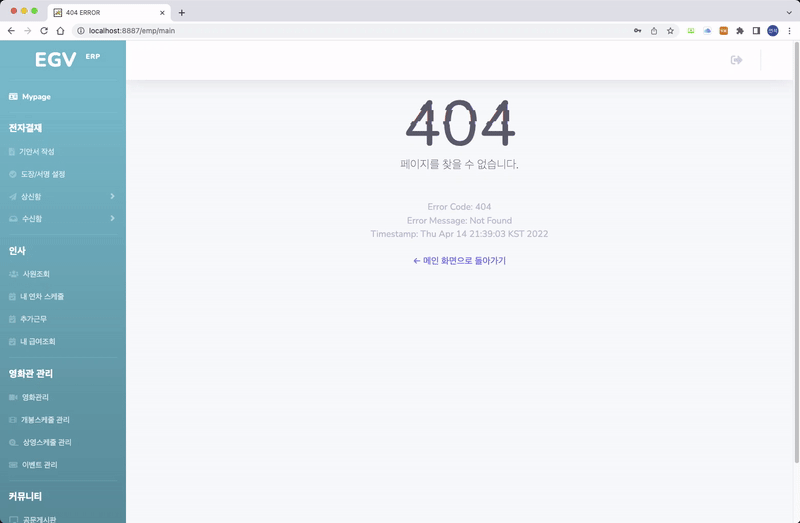 404 ERROR
localhost:8887/emp/main
EGV ERP
Mypage
전자결재
기안서 작성
도장/서명 설정
상신함
수신함
인사
사원조회
내 연차 스케줄
추가근무
내 급여조회
영화관 관리
영화관리
개봉스케줄 관리
상영스케줄 관리
이벤트 관리
커뮤니티
공문게시판
404
페이지를 찾을 수 없습니다.
Error Code: 404
Error Message: Not Found
Timestamp: Thu Apr 14 21:39:03 KST 2022
← 메인 화면으로 돌아가기